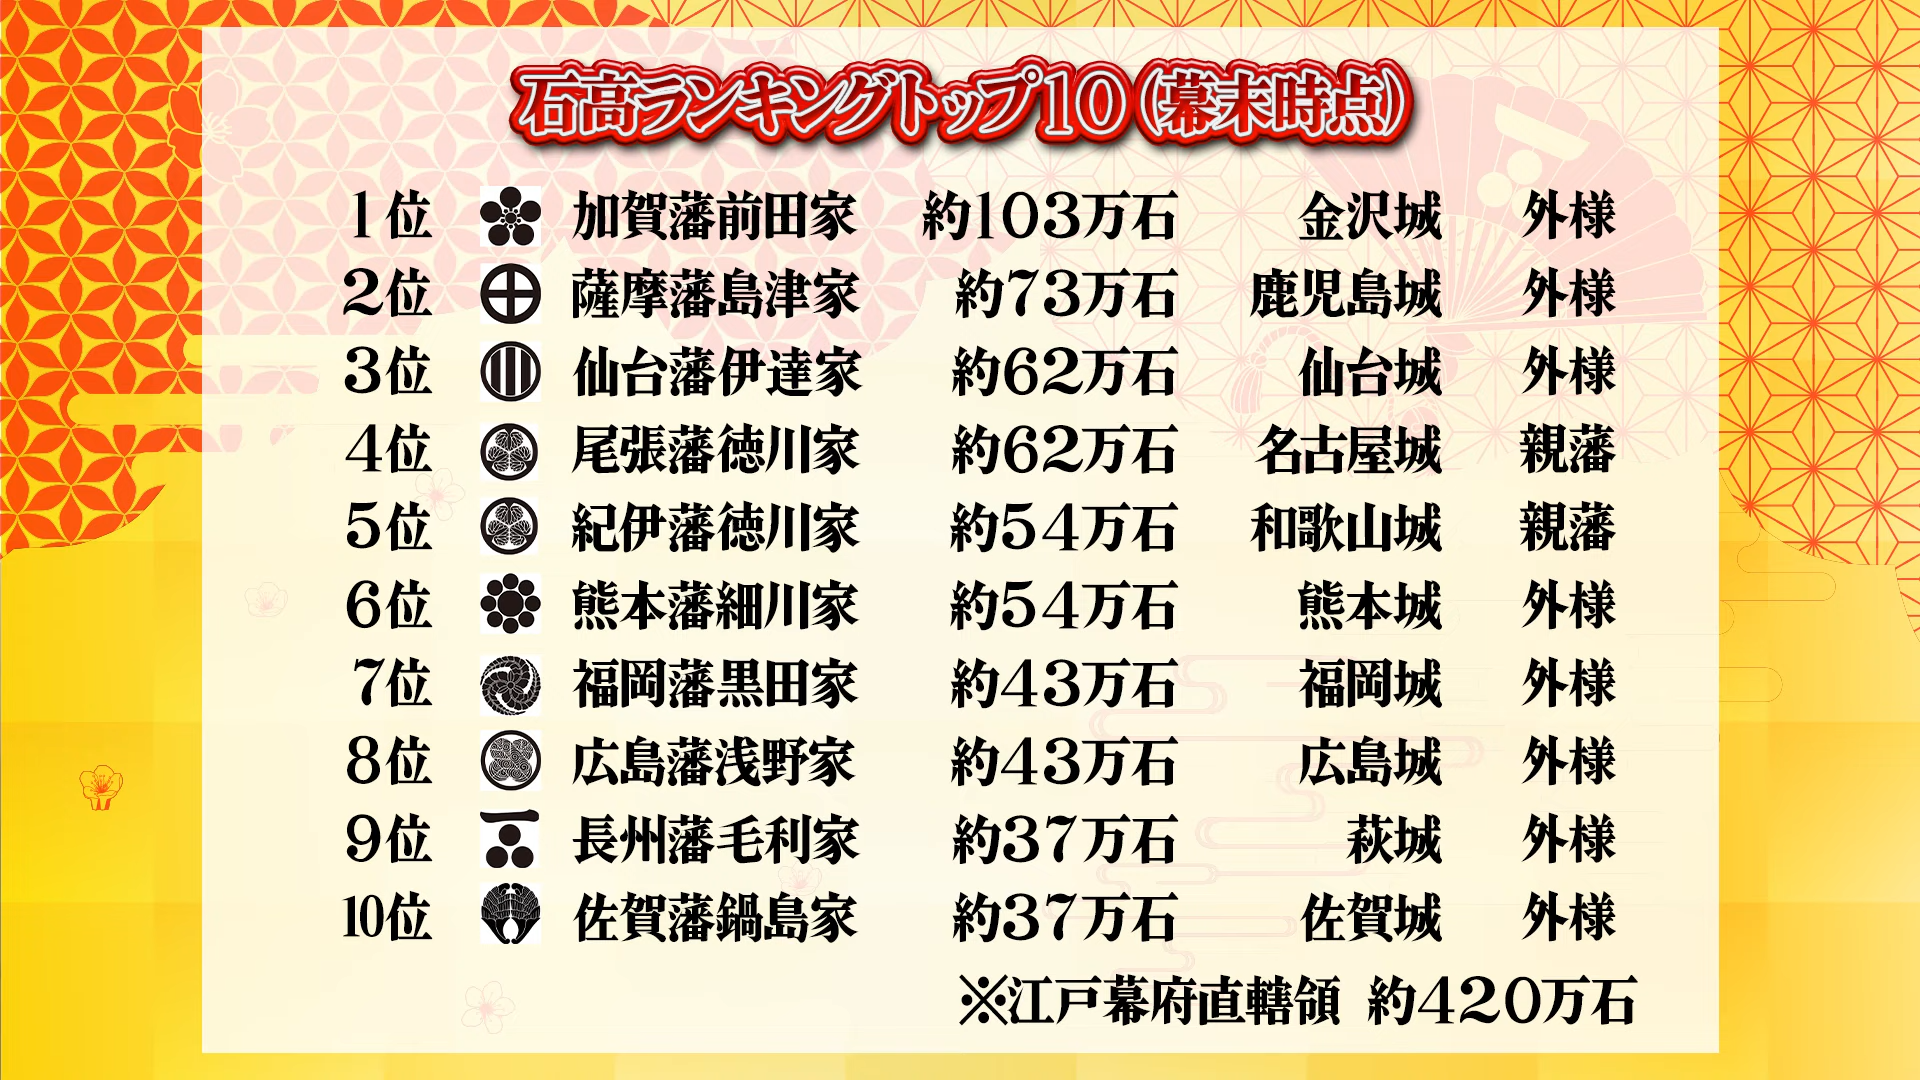 石高ランキングトップ10(幕末時点)
1位 加賀藩前田家 約103万石 金沢城 外様
2位 薩摩藩島津家 約73万石 鹿児島城 外様
3位 仙台藩伊達家 約62万石 仙台城 外様
4位 尾張藩徳川家 約62万石 名古屋城 親藩
5位 紀伊藩徳川家 約54万石 和歌山城 親藩
6位 熊本藩細川家 約54万石 熊本城 外様
7位 福岡藩黒田家 約43万石 福岡城 外様
8位 広島藩浅野家 約43万石 広島城 外様
9位 長州藩毛利家 約37万石 萩城 外様
10位 佐賀藩鍋島家 約37万石 佐賀城 外様
※江戸幕府直轄領 約420万石